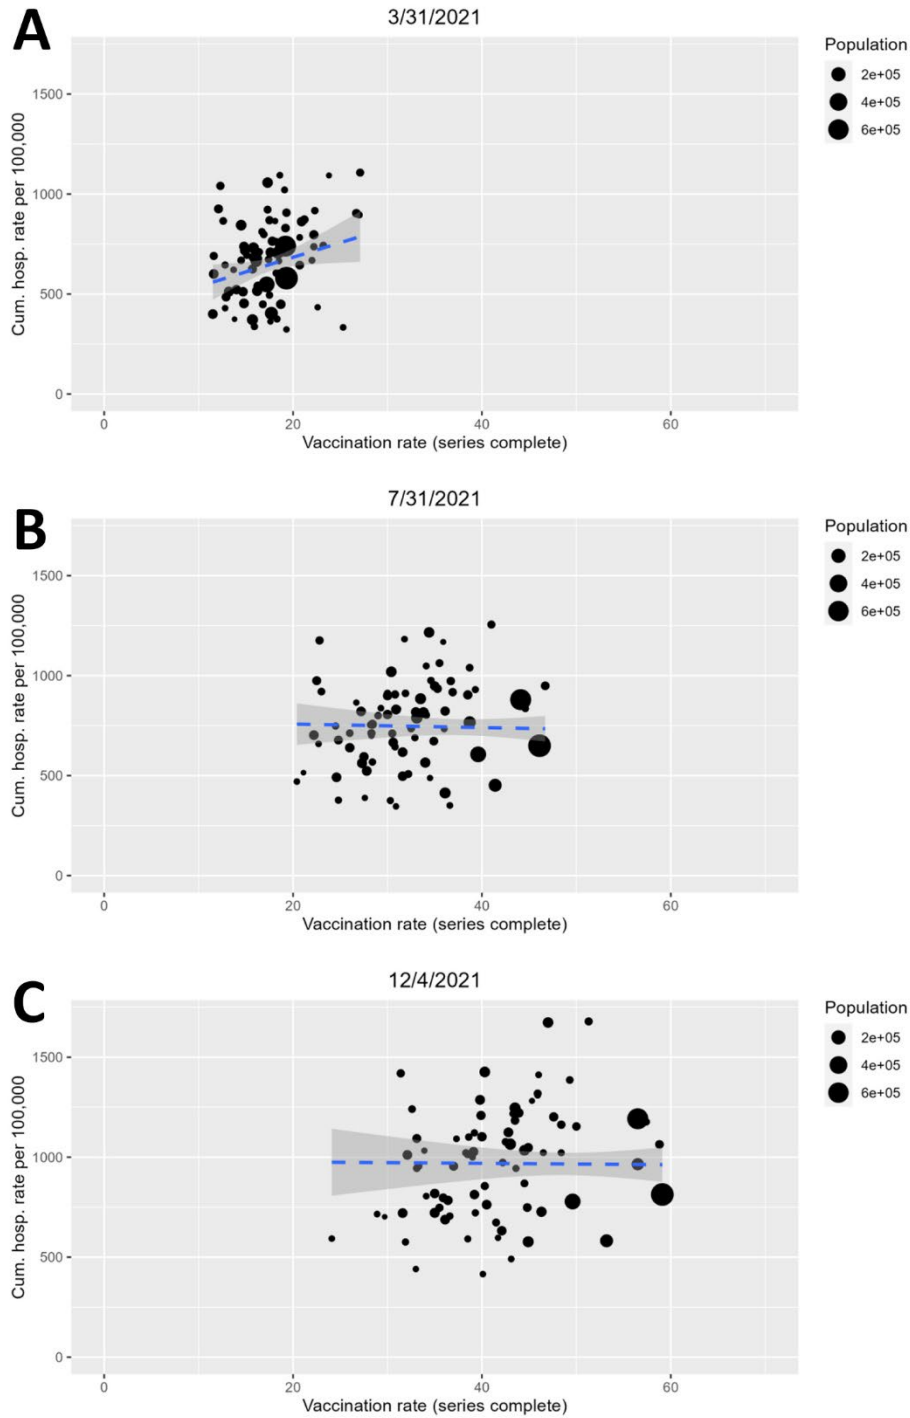 A
3/31/2021
Cum. hosp. rate per 100,000
1500
1000
500
0
0 20 40 60
Vaccination rate (series complete)
Population
2e+05
4e+05
6e+05
B
7/31/2021
Cum. hosp. rate per 100,000
1500
1000
500
0
0 20 40 60
Vaccination rate (series complete)
Population
2e+05
4e+05
6e+05
C
12/4/2021
Cum. hosp. rate per 100,000
1500
1000
500
0
0 20 40 60
Vaccination rate (series complete)
Population
2e+05
4e+05
6e+05